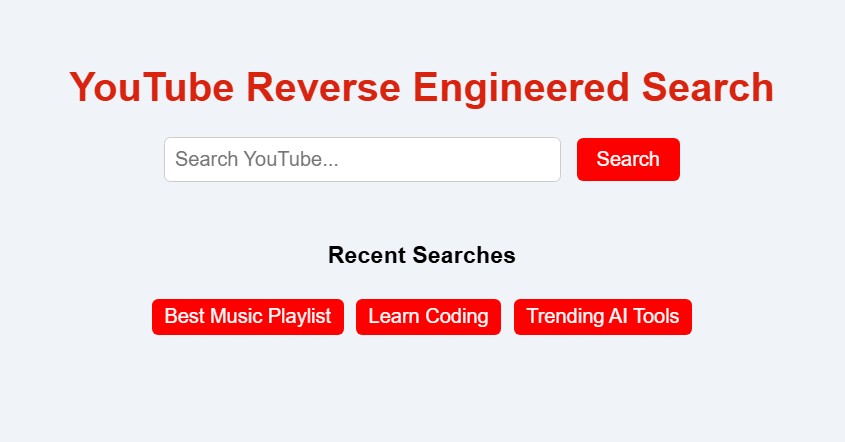 YouTube Reverse Engineered Search
Search YouTube... Search
Recent Searches
Best Music Playlist Learn Coding Trending AI Tools